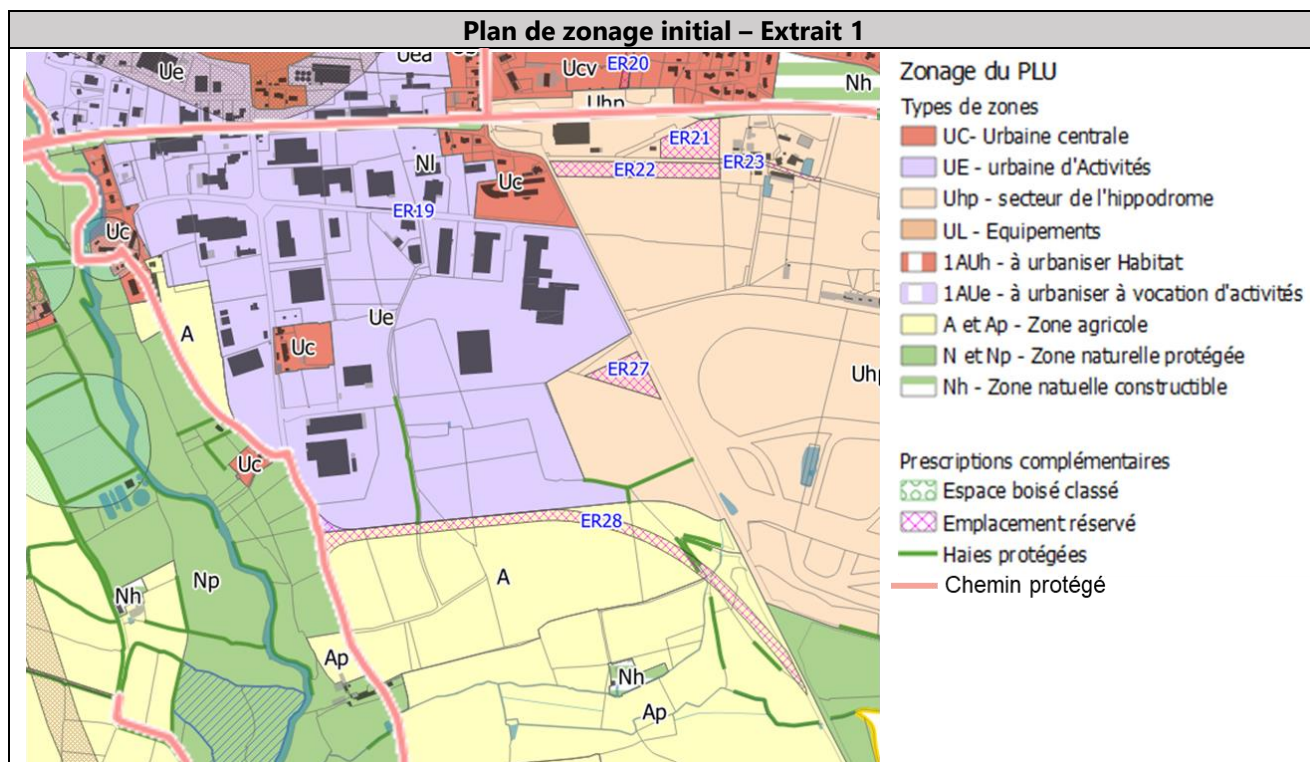 Plan de zonage initial – Extrait 1
Ue
Uea
Ucv
ER20
Nh
Uhp
Nl
Uc
ER21
ER22
ER23
ER19
Uc
A
Ue
Uc
ER27
Uhp
Uc
ER28
Np
Nh
A
Ap
Nh
Ap
Zonage du PLU
Types de zones
UC- Urbaine centrale
UE - urbaine d'Activités
Uhp - secteur de l'hippodrome
UL - Equipements
1AUh - à urbaniser Habitat
1AUe - à urbaniser à vocation d'activités
A et Ap - Zone agricole
N et Np - Zone naturelle protégée
Nh - Zone natuelle constructible
Prescriptions complémentaires
Espace boisé classé
Emplacement réservé
Haies protégées
Chemin protégé